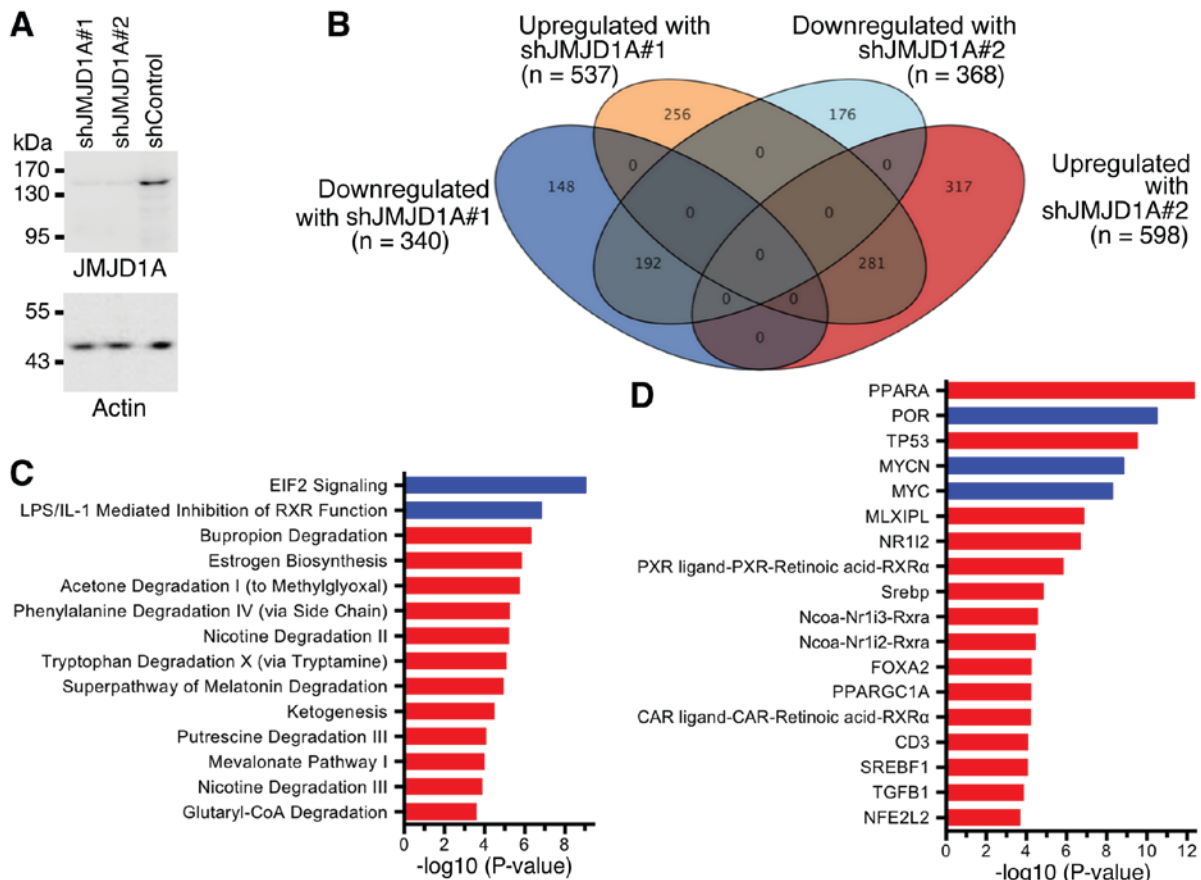 A
shJMJD1A#1
shJMJD1A#2
shControl
kDa
170
130
95
JMJD1A
55
43
Actin
B
Upregulated with
shJMJD1A#1
(n = 537)
Downregulated with
shJMJD1A#2
(n = 368)
Downregulated
with shJMJD1A#1
(n = 340)
Upregulated
with
shJMJD1A#2
(n = 598)
256
176
0
0
0
148
317
0
0
192
0
281
0
0
0
C
EIF2 Signaling
LPS/IL-1 Mediated Inhibition of RXR Function
Bupropion Degradation
Estrogen Biosynthesis
Acetone Degradation I (to Methylglyoxal)
Phenylalanine Degradation IV (via Side Chain)
Nicotine Degradation II
Tryptophan Degradation X (via Tryptamine)
Superpathway of Melatonin Degradation
Ketogenesis
Putrescine Degradation III
Mevalonate Pathway I
Nicotine Degradation III
Glutaryl-CoA Degradation
0 2 4 6 8
-log10 (P-value)
D
PPARA
POR
TP53
MYCN
MYC
MLXIPL
NR1I2
PXR ligand-PXR-Retinoic acid-RXRα
Srebp
Ncoa-Nr1i3-Rxra
Ncoa-Nr1i2-Rxra
FOXA2
PPARGC1A
CAR ligand-CAR-Retinoic acid-RXRα
CD3
SREBF1
TGFB1
NFE2L2
0 2 4 6 8 10 12
-log10 (P-value)